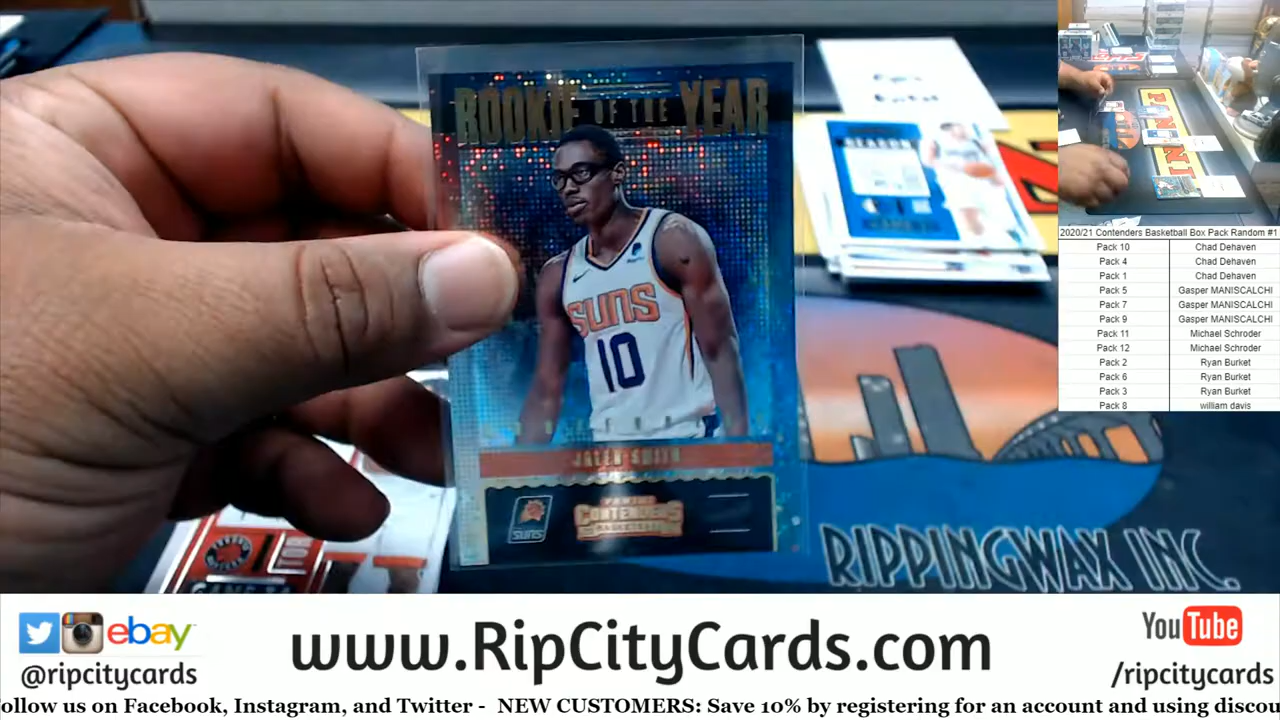 ROOKIE OF THE YEAR
SUNS
10
JALEN SMITH
SUNS
PANINI
CONTENDERS
BASKETBALL
SEASON
RIPPINGWAX INC.
2020/21 Contenders Basketball Box Pack Random #1
Pack 10 Chad Dehaven
Pack 4 Chad Dehaven
Pack 1 Chad Dehaven
Pack 5 Gasper MANISCALCHI
Pack 7 Gasper MANISCALCHI
Pack 9 Gasper MANISCALCHI
Pack 11 Michael Schroder
Pack 12 Michael Schroder
Pack 2 Ryan Burket
Pack 6 Ryan Burket
Pack 3 Ryan Burket
Pack 8 william davis
ebay
@ripcitycards
www.RipCityCards.com
YouTube
/ripcitycards
ollow us on Facebook, Instagram, and Twitter - NEW CUSTOMERS: Save 10% by registering for an account and using discou